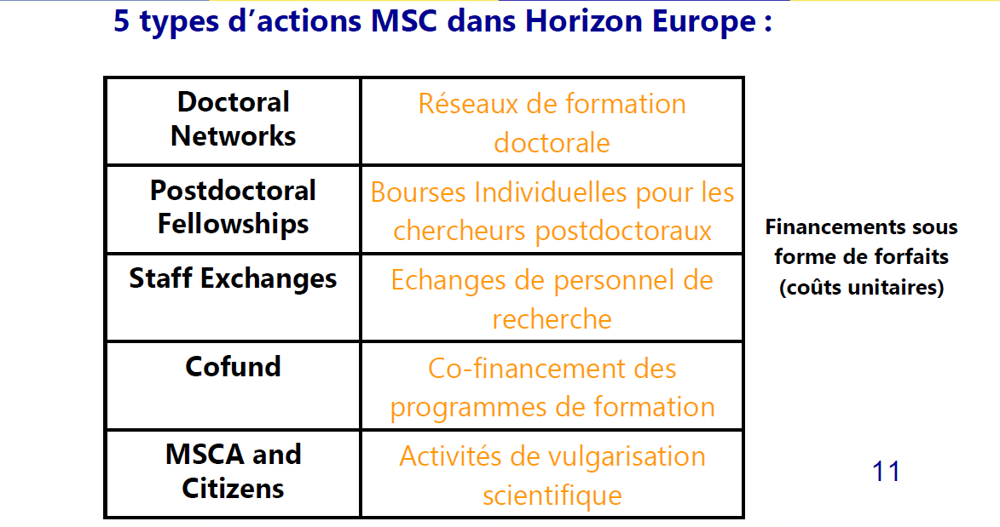 5 types d’actions MSC dans Horizon Europe :
Doctoral
Networks
Réseaux de formation
doctorale
Postdoctoral
Fellowships
Bourses Individuelles pour les
chercheurs postdoctoraux
Staff Exchanges
Echanges de personnel de
recherche
Cofund
Co-financement des
programmes de formation
MSCA and
Citizens
Activités de vulgarisation
scientifique
Financements sous
forme de forfaits
(coûts unitaires)
11